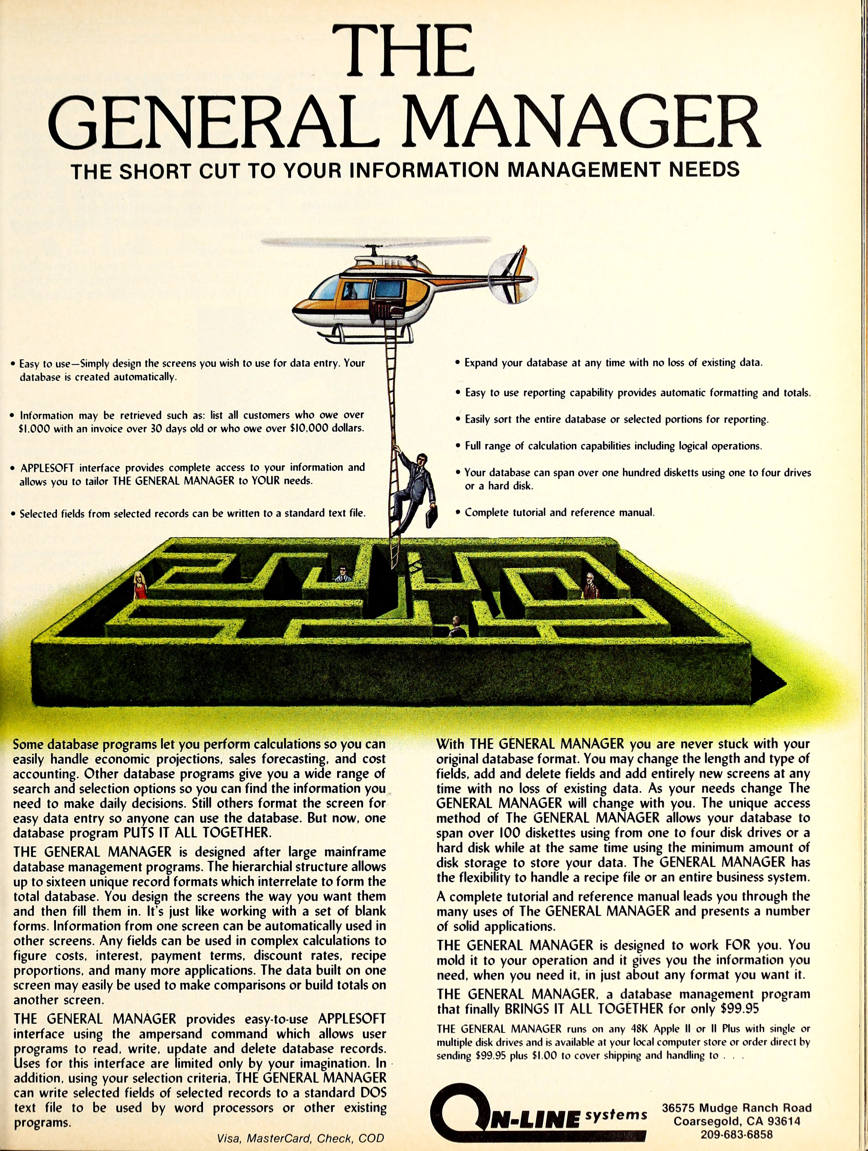 THE
GENERAL MANAGER
THE SHORT CUT TO YOUR INFORMATION MANAGEMENT NEEDS
• Easy to use—Simply design the screens you wish to use for data entry. Your
database is created automatically.
• Information may be retrieved such as: list all customers who owe over
$1,000 with an invoice over 30 days old or who owe over $10,000 dollars.
• APPLESOFT interface provides complete access to your information and
allows you to tailor THE GENERAL MANAGER to YOUR needs.
• Selected fields from selected records can be written to a standard text file.
• Expand your database at any time with no loss of existing data.
• Easy to use reporting capability provides automatic formatting and totals.
• Easily sort the entire database or selected portions for reporting.
• Full range of calculation capabilities including logical operations.
• Your database can span over one hundred disketts using one to four drives
or a hard disk.
• Complete tutorial and reference manual.
Some database programs let you perform calculations so you can
easily handle economic projections, sales forecasting, and cost
accounting. Other database programs give you a wide range of
search and selection options so you can find the information you
need to make daily decisions. Still others format the screen for
easy data entry so anyone can use the database. But now, one
database program PUTS IT ALL TOGETHER.
THE GENERAL MANAGER is designed after large mainframe
database management programs. The hierarchial structure allows
up to sixteen unique record formats which interrelate to form the
total database. You design the screens the way you want them
and then fill them in. It's just like working with a set of blank
forms. Information from one screen can be automatically used in
other screens. Any fields can be used in complex calculations to
figure costs, interest, payment terms, discount rates, recipe
proportions, and many more applications. The data built on one
screen may easily be used to make comparisons or build totals on
another screen.
THE GENERAL MANAGER provides easy-to-use APPLESOFT
interface using the ampersand command which allows user
programs to read, write, update and delete database records.
Uses for this interface are limited only by your imagination. In
addition, using your selection criteria, THE GENERAL MANAGER
can write selected fields of selected records to a standard DOS
text file to be used by word processors or other existing
programs.
Visa, MasterCard, Check, COD
With THE GENERAL MANAGER you are never stuck with your
original database format. You may change the length and type of
fields, add and delete fields and add entirely new screens at any
time with no loss of existing data. As your needs change The
GENERAL MANAGER will change with you. The unique access
method of The GENERAL MANAGER allows your database to
span over 100 diskettes using from one to four disk drives or a
hard disk while at the same time using the minimum amount of
disk storage to store your data. The GENERAL MANAGER has
the flexibility to handle a recipe file or an entire business system.
A complete tutorial and reference manual leads you through the
many uses of The GENERAL MANAGER and presents a number
of solid applications.
THE GENERAL MANAGER is designed to work FOR you. You
mold it to your operation and it gives you the information you
need, when you need it, in just about any format you want it.
THE GENERAL MANAGER, a database management program
that finally BRINGS IT ALL TOGETHER for only $99.95
THE GENERAL MANAGER runs on any 48K Apple II or II Plus with single or
multiple disk drives and is available at your local computer store or order direct by
sending $99.95 plus $1.00 to cover shipping and handling to . . .
ON-LINE systems
36575 Mudge Ranch Road
Coarsegold, CA 93614
209-683-6858